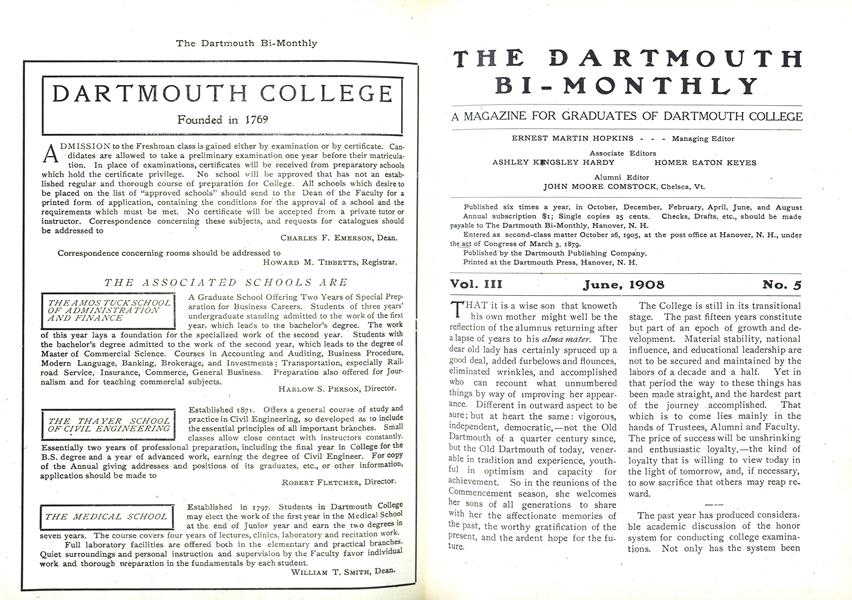 The Dartmouth Bi-Monthly
DARTMOUTH COLLEGE
Founded in 1769
ADMISSION to the Freshman class is gained either by examination or by certificate. Can-
didates are allowed to take a preliminary examination one year before their matricula-
tion. In place of examinations, certificates will be received from preparatory schools
which hold the certificate privilege. No school will be approved that has not an estab-
lished regular and thorough course of preparation for College. All schools which desire to
be placed on the list of "approved schools" should send to the Dean of the Faculty for a
printed form of application, containing the conditions for the approval of a school and the
requirements which must be met. No certificate will be accepted from a private tutor or
instructor. Correspondence concerning these subjects, and requests for catalogues should
be addressed to
CHARLES F. EMERSON, Dean.
Correspondence concerning rooms should be addressed to
HOWARD M. TIBBETTS, Registrar.
THE ASSOCIATED SCHOOLS ARE
THE AMOS TUCK SCHOOL
OF ADMINISTRATION
AND FINANCE
A Graduate School Offering Two Years of Special Prep-
aration for Business Careers. Students of three years'
undergraduate standing admitted to the work of the first
year, which leads to the bachelor's degree. The work
of this year lays a foundation for the specialized work of the second year. Students with
the bachelor's degree admitted to the work of the second year, which leads to the degree of
Master of Commercial Science. Courses in Accounting and Auditing, Business Procedure,
Modern Language, Banking, Brokerage, and Investments; Transportation, especially Rail-
road Service, Insurance, Commerce, General Business. Preparation also offered for Jour-
nalism and for teaching commercial subjects.
HARLOW S. PERSON, Director.
THE THAYER SCHOOL
OF CIVIL ENGINEERING
Established 1871. Offers a general course of study and
practice in Civil Engineering, so developed as to include
the essential principles of all important branches. Small
classes allow close contact with instructors constantly.
Essentially two years of professional preparation, including the final year in College for the
B.S. degree and a year of advanced work, earning the degree of Civil Engineer. For copy
of the Annual giving addresses and positions of its graduates, etc., or other information,
application should be made to
ROBERT FLETCHER, Director.
THE MEDICAL SCHOOL
Established in 1797. Students in Dartmouth College
may elect the work of the first year in the Medical School
at the end of Junior year and earn the two degrees in
seven years. The course covers four years of lectures, clinics, laboratory and recitation work.
Full laboratory facilities are offered both in the elementary and practical branches.
Quiet surroundings and personal instruction and supervision by the Faculty favor individual
work and thorough preparation in the fundamentals by each student.
WILLIAM T. SMITH, Dean.
THE DARTMOUTH
BI-MONTHLY
A MAGAZINE FOR GRADUATES OF DARTMOUTH COLLEGE
ERNEST MARTIN HOPKINS - - - Managing Editor
Associate Editors
ASHLEY KINGSLEY HARDY HOMER EATON KEYES
Alumni Editor
JOHN MOORE COMSTOCK, Chelsea, Vt.
Published six times a year, in October, December, February, April, June, and August
Annual subscription $1; Single copies 25 cents. Checks, Drafts, etc., should be made
payable to The Dartmouth Bi-Monthly, Hanover, N. H.
Entered as second-class matter October 26, 1905, at the post office at Hanover, N. H., under
the act of Congress of March 3, 1879.
Published by the Dartmouth Publishing Company.
Printed at the Dartmouth Press, Hanover, N. H.
Vol. III June, 1908 No. 5
THAT it is a wise son that knoweth
his own mother might well be the
reflection of the alumnus returning after
a lapse of years to his alma mater. The
dear old lady has certainly spruced up a
good deal, added furbelows and flounces,
eliminated wrinkles, and accomplished
who can recount what unnumbered
things by way of improving her appear-
ance. Different in outward aspect to be
sure; but at heart the same: vigorous,
independent, democratic,—not the Old
Dartmouth of a quarter century since,
but the Old Dartmouth of today, vener-
able in tradition and experience, youth-
ful in optimism and capacity for
achievement. So in the reunions of the
Commencement season, she welcomes
her sons of all generations to share
with her the affectionate memories of
the past, the worthy gratification of the
present, and the ardent hope for the fu-
ture.
The College is still in its transitional
stage. The past fifteen years constitute
but part of an epoch of growth and de-
velopment. Material stability, national
influence, and educational leadership are
not to be secured and maintained by the
labors of a decade and a half. Yet in
that period the way to these things has
been made straight, and the hardest part
of the journey accomplished. That
which is to come lies mainly in the
hands of Trustees, Alumni and Faculty.
The price of success will be unshrinking
and enthusiastic loyalty,—the kind of
loyalty that is willing to view today in
the light of tomorrow, and, if necessary,
to sow sacrifice that others may reap re-
ward.
The past year has produced considera-
ble academic discussion of the honor
system for conducting college examina-
tions. Not only has the system been